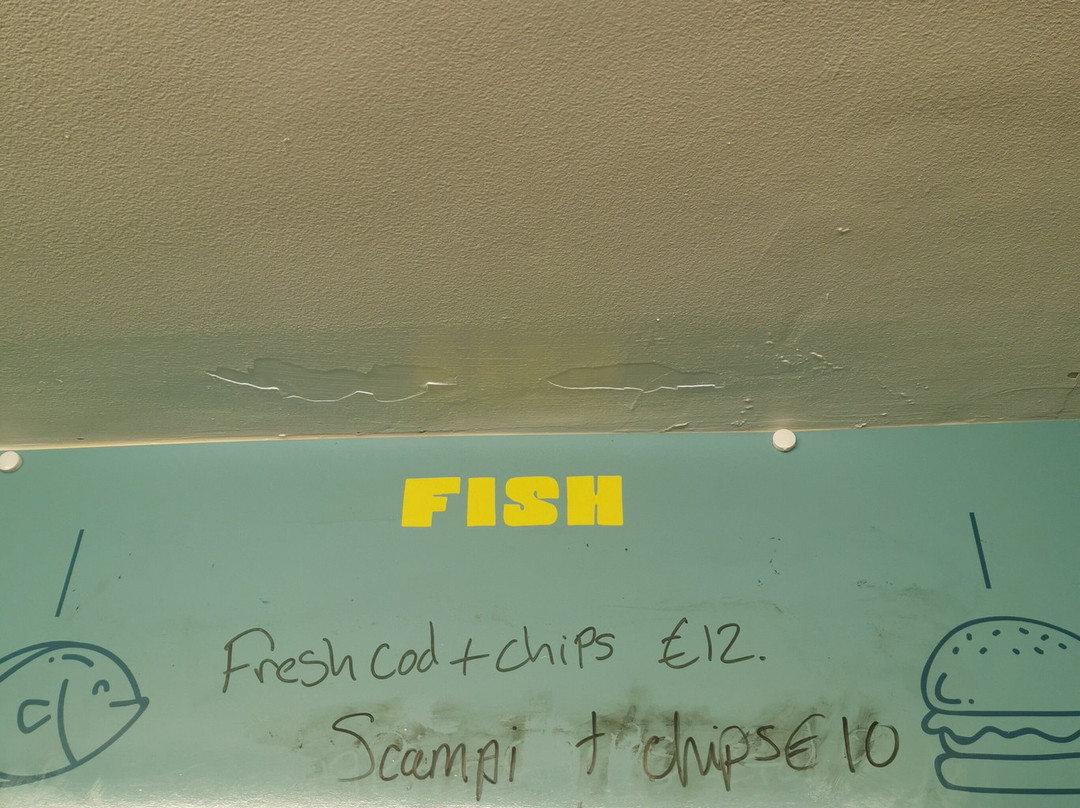 FISH
Fresh cod + chips £12.
Scampi + chips £10